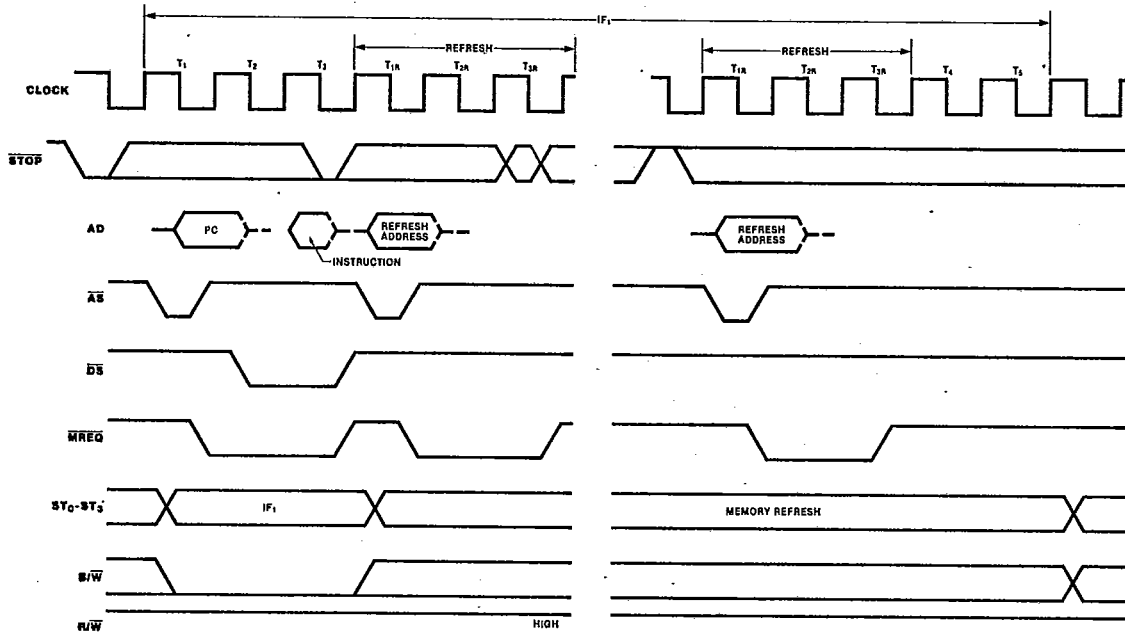 IF₁
REFRESH REFRESH
T₁ T₂ T₃ T₁R T₂R T₃R T₁R T₂R T₃R T₄ T₅
CLOCK
STOP
AD PC REFRESH ADDRESS REFRESH ADDRESS
INSTRUCTION
AS
DS
MREQ
ST₀-ST₃ IF₁ MEMORY REFRESH
B/W
R/W HIGH